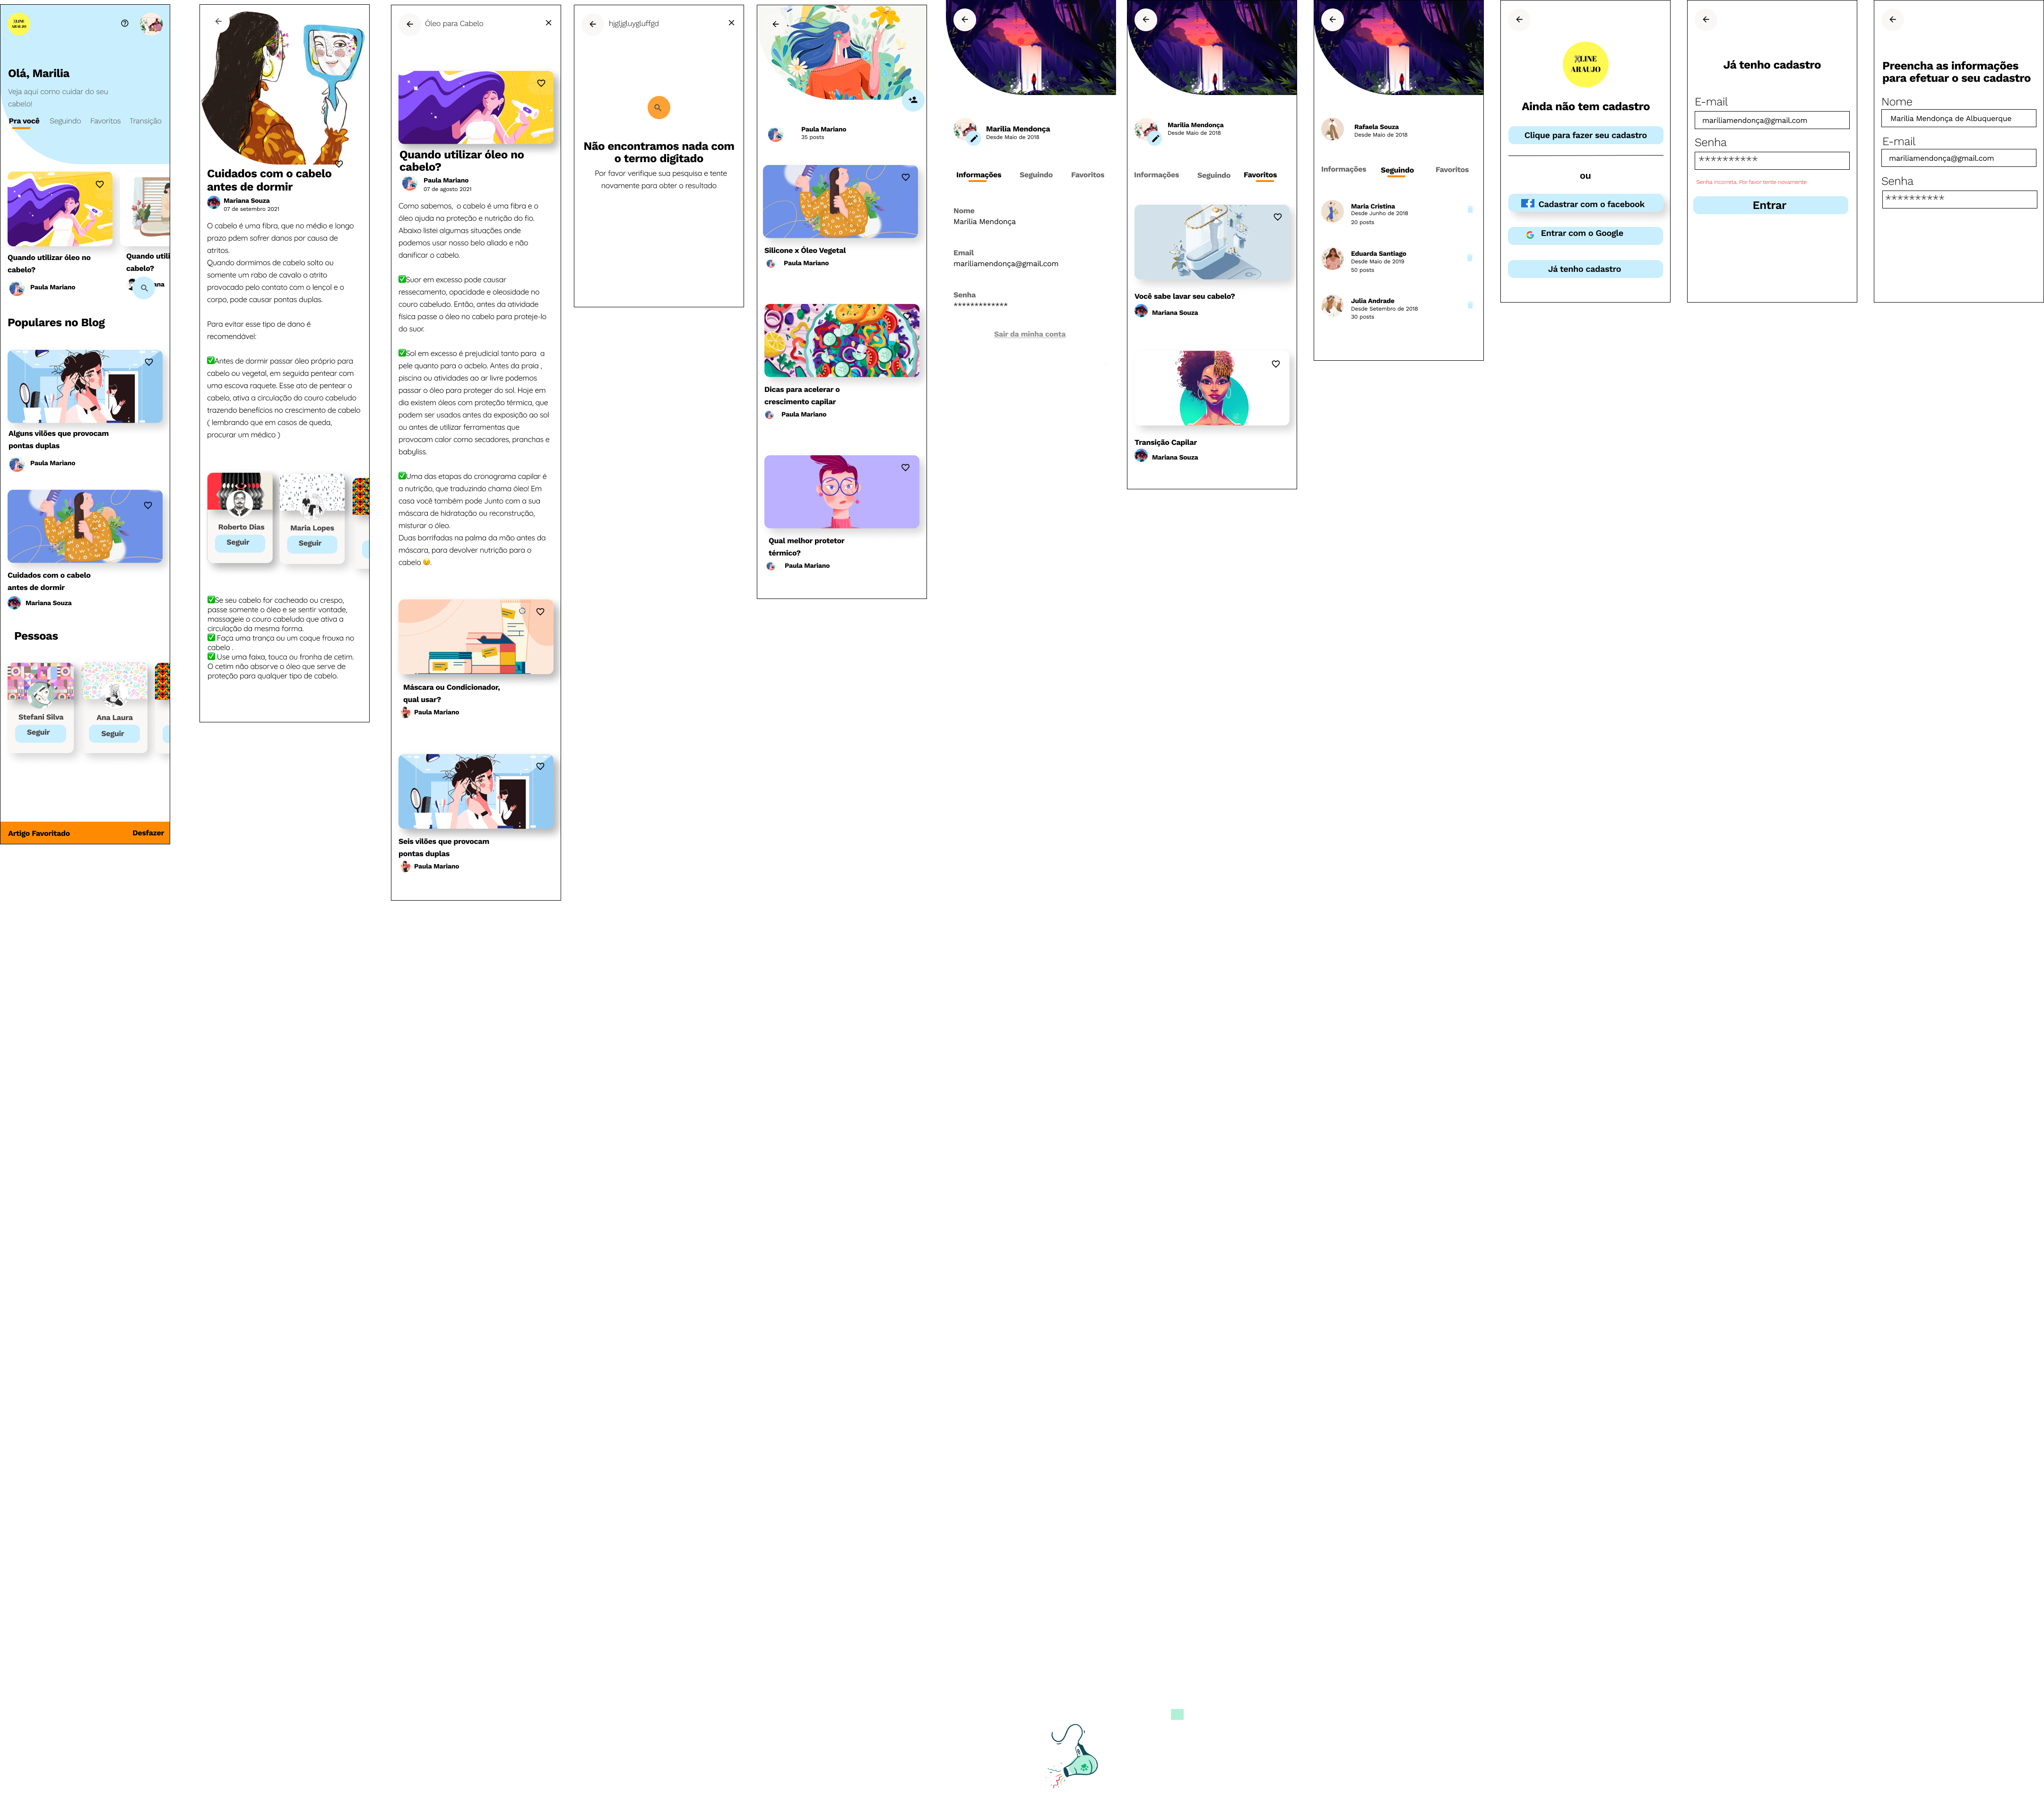 ALINE
ARAUJO
Olá, Marilia
Veja aqui como cuidar do seu
cabelo!
Pra você
Seguindo
Favoritos
Transição
Quando utilizar óleo no
cabelo?
Paula Mariano
Populares no Blog
Alguns vilões que provocam
pontas duplas
Paula Mariano
Cuidados com o cabelo
antes de dormir
Mariana Souza
Pessoas
Stefani Silva
Seguir
Ana Laura
Seguir
Artigo Favoritado
Desfazer
Cuidados com o cabelo
antes de dormir
Mariana Souza
07 de setembro 2021
O cabelo é uma fibra, que no médio e longo
prazo pdem sofrer danos por causa de
atritos.
Quando dormimos de cabelo solto ou
somente um rabo de cavalo o atrito
provocado pelo contato com o lençol e o
corpo, pode causar pontas duplas.
Para evitar esse tipo de dano é
recomendável:
✅Antes de dormir passar óleo próprio para
cabelo ou vegetal, em seguida pentear com
uma escova raquete. Esse ato de pentear o
cabelo, ativa a circulação do couro cabeludo
trazendo benefícios no crescimento de cabelo
( lembrando que em casos de queda,
procurar um médico )
Roberto Dias
Seguir
Maria Lopes
Seguir
✅Se seu cabelo for cacheado ou crespo,
passe somente o óleo e se sentir vontade,
massageie o couro cabeludo que ativa a
circulação da mesma forma.
✅ Faça uma trança ou um coque frouxa no
cabelo .
✅ Use uma faixa, touca ou fronha de cetim.
O cetim não absorve o óleo que serve de
proteção para qualquer tipo de cabelo.
Óleo para Cabelo
Quando utilizar óleo no
cabelo?
Paula Mariano
07 de agosto 2021
Como sabemos,  o cabelo é uma fibra e o
óleo ajuda na proteção e nutrição do fio.
Abaixo listei algumas situações onde
podemos usar nosso belo aliado e não
danificar o cabelo.
✅Suor em excesso pode causar
ressecamento, opacidade e oleosidade no
couro cabeludo. Então, antes da atividade
física passe o óleo no cabelo para proteje-lo
do suor.
✅Sol em excesso é prejudicial tanto para  a
pele quanto para o acbelo. Antes da praia ,
piscina ou atividades ao ar livre podemos
passar o óleo para proteger do sol. Hoje em
dia existem óleos com proteção térmica, que
podem ser usados antes da exposição ao sol
ou antes de utilizar ferramentas que
provocam calor como secadores, pranchas e
babyliss.
✅Uma das etapas do cronograma capilar é
a nutrição, que traduzindo chama óleo! Em
casa você também pode Junto com a sua
máscara de hidratação ou reconstrução,
misturar o óleo.
Duas borrifadas na palma da mão antes da
máscara, para devolver nutrição para o
cabelo 😉.
Máscara ou Condicionador,
qual usar?
Paula Mariano
Seis vilões que provocam
pontas duplas
Paula Mariano
hjgljgluygluffgd
Não encontramos nada com
o termo digitado
Por favor verifique sua pesquisa e tente
novamente para obter o resultado
Paula Mariano
35 posts
Silicone x Óleo Vegetal
Paula Mariano
Dicas para acelerar o
crescimento capilar
Paula Mariano
Qual melhor protetor
térmico?
Paula Mariano
Marília Mendonça
Desde Maio de 2018
Informações
Seguindo
Favoritos
Nome
Marilia Mendonça
Email
mariliamendonça@gmail.com
Senha
*************
Sair da minha conta
Marilia Mendonça
Desde Maio de 2018
Informações
Seguindo
Favoritos
Você sabe lavar seu cabelo?
Mariana Souza
Transição Capilar
Mariana Souza
Rafaela Souza
Desde Maio de 2018
Informações
Seguindo
Favoritos
Maria Cristina
Desde Junho de 2018
20 posts
Eduarda Santiago
Desde Maio de 2019
50 posts
Julia Andrade
Desde Setembro de 2018
30 posts
ALINE
ARAUJO
Ainda não tem cadastro
Clique para fazer seu cadastro
ou
Cadastrar com o facebook
Entrar com o Google
Já tenho cadastro
Já tenho cadastro
E-mail
mariliamendonça@gmail.com
Senha
**********
Senha incorreta. Por favor tente novamente
Entrar
Preencha as informações
para efetuar o seu cadastro
Nome
Marilia Mendonça de Albuquerque
E-mail
mariliamendonça@gmail.com
Senha
**********